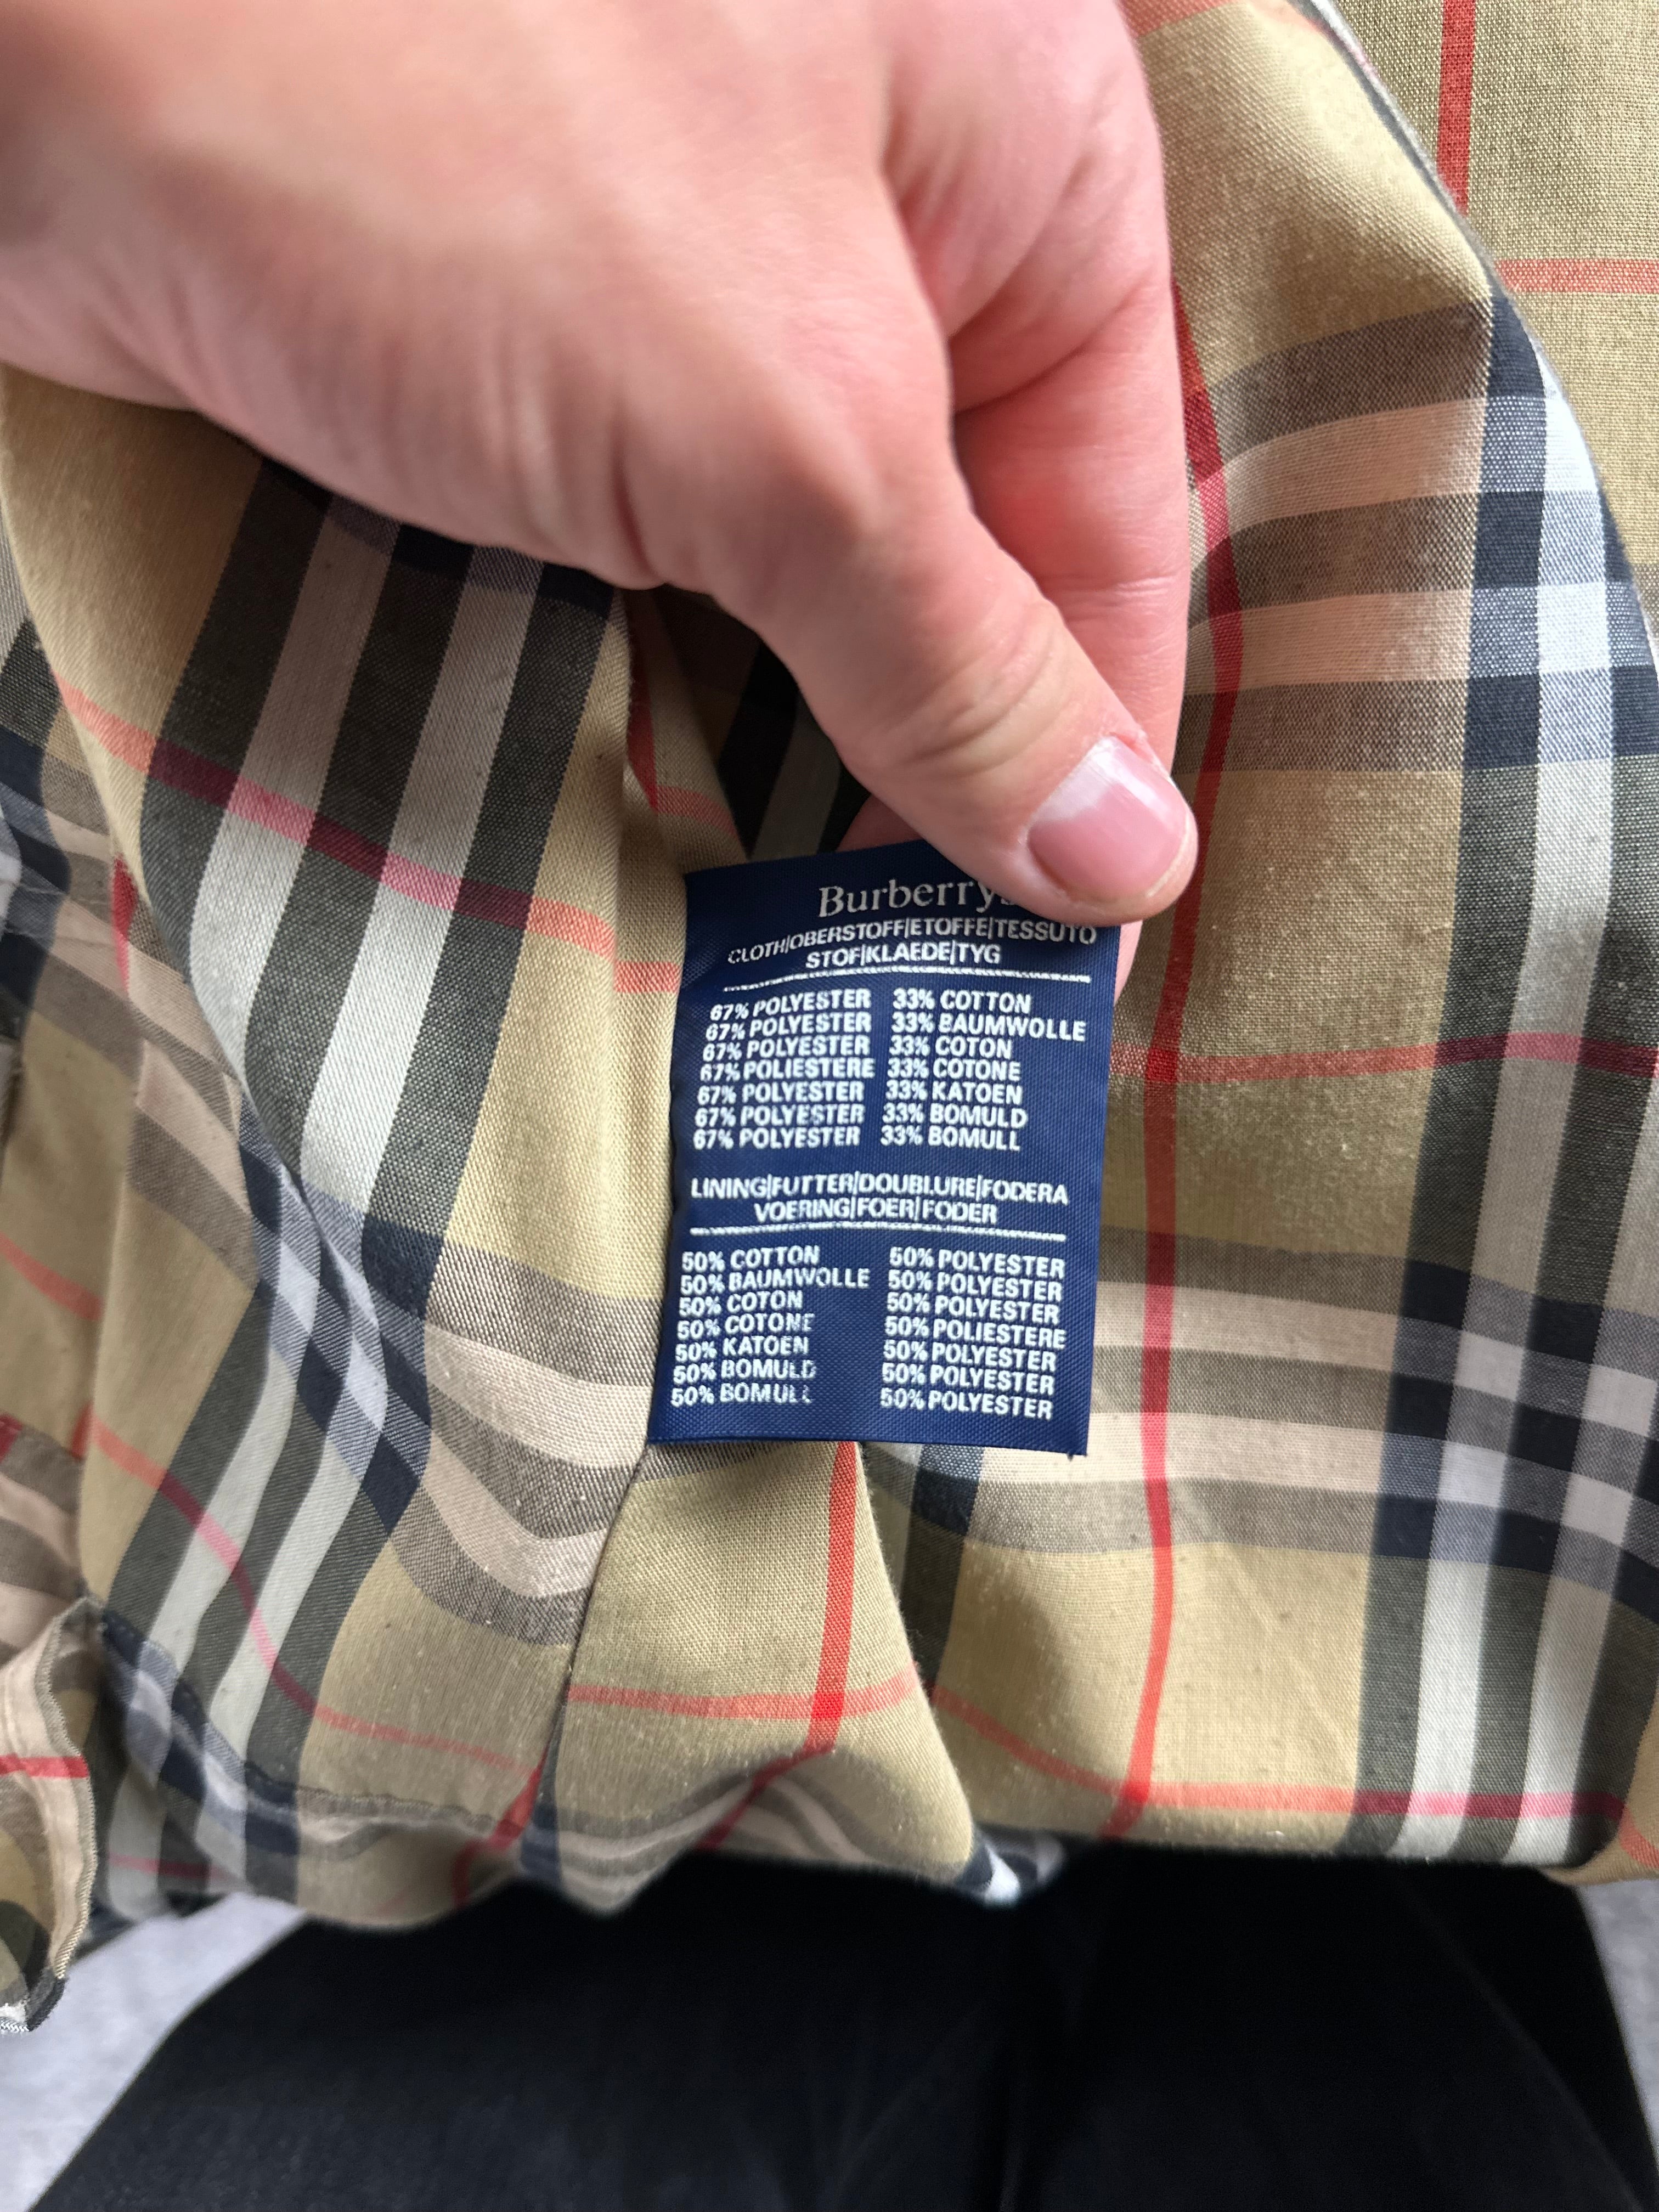 Burberrys
CLOTH|OBERSTOFF|ETOFFE|TESSUTO
STOF|KLAEDE|TYG
67% POLYESTER 33% COTTON
67% POLYESTER 33% BAUMWOLLE
67% POLYESTER 33% COTON
67% POLIESTERE 33% COTONE
67% POLYESTER 33% KATOEN
67% POLYESTER 33% BOMULD
67% POLYESTER 33% BOMULL
LINING|FUTTER|DOUBLURE|FODERA
VOERING|FOER|FODER
50% COTTON 50% POLYESTER
50% BAUMWOLLE 50% POLYESTER
50% COTON 50% POLYESTER
50% COTONE 50% POLIESTERE
50% KATOEN 50% POLYESTER
50% BOMULD 50% POLYESTER
50% BOMULL 50% POLYESTER